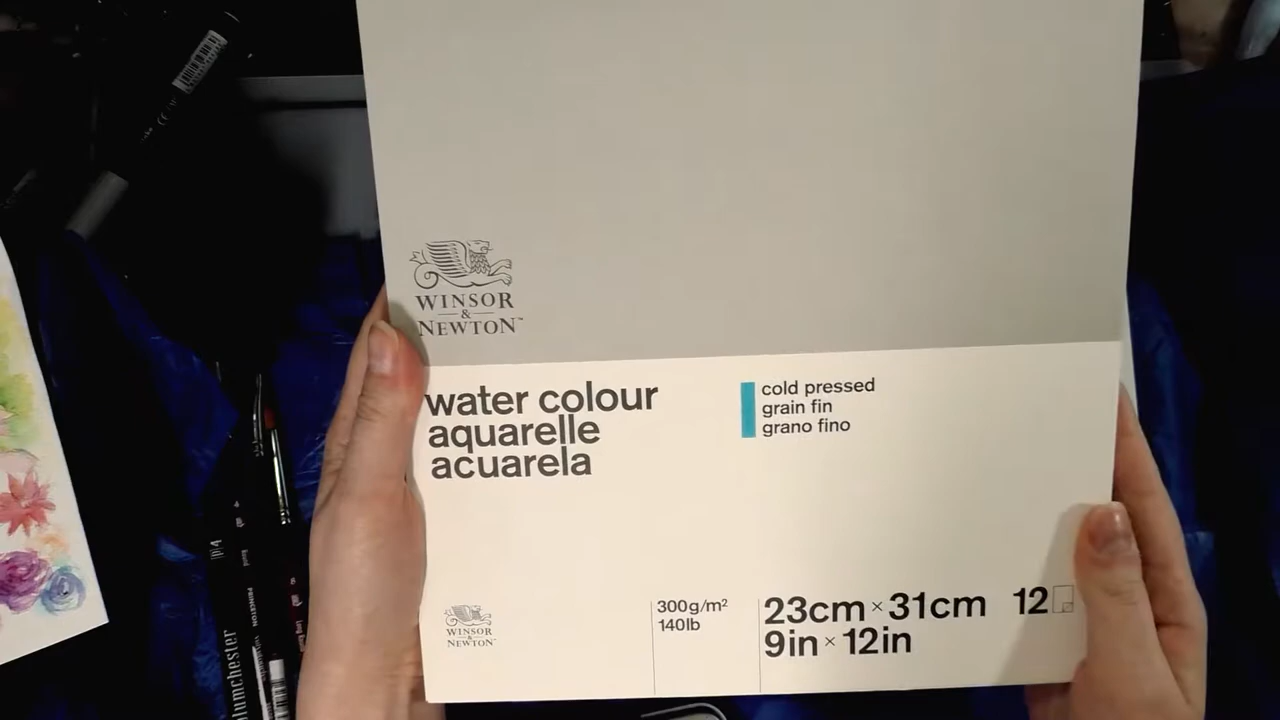 WINSOR
&
NEWTON™
water colour
aquarelle
acuarela
cold pressed
grain fin
grano fino
WINSOR
&
NEWTON
300g/m²
140lb
23cm × 31cm
9in × 12in
12
PRINCETON